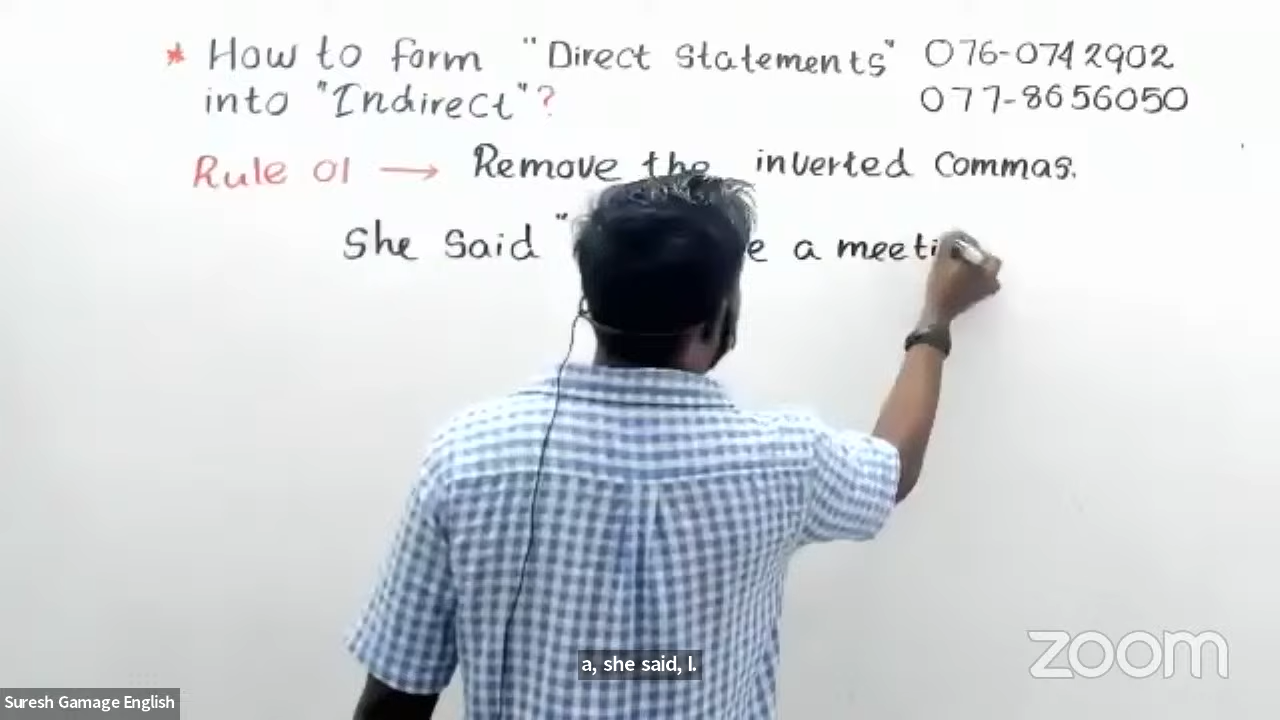 * How to form "Direct Statements" 076-0742902
into "Indirect"? 077-8656050
Rule 01 → Remove the inverted Commas.
She Said " a
a, she said, I.
zoom
Suresh Gamage English